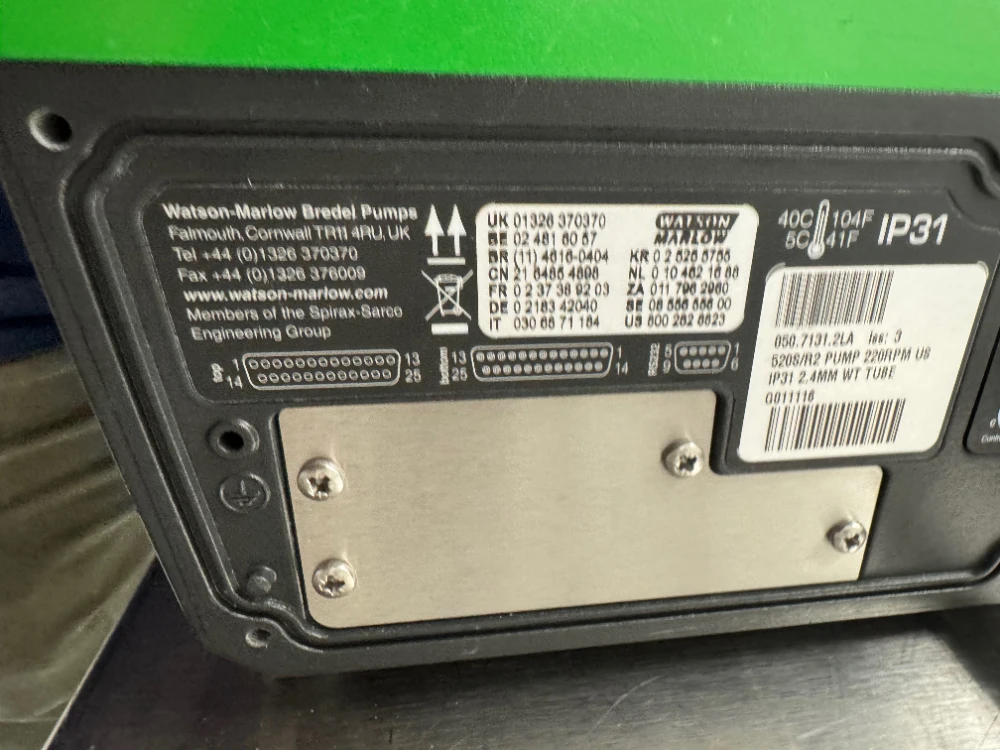 Watson-Marlow Bredel Pumps
Falmouth, Cornwall TR11 4RU, UK
Tel +44 (0)1326 370370
Fax +44 (0)1326 376009
www.watson-marlow.com
Members of the Spirax-Sarco
Engineering Group
UK 01326 370370
BE 02 481 60 57
BR (11) 4616-0404
CN 21 6485 4898
FR 0 2 37 38 92 03
DE 0 2183 42040
IT 030 68 71 184
WATSON
MARLOW
KR 0 2 525 5755
NL 0 10 462 16 88
ZA 011 796 2960
SE 08 556 556 00
US 800 282 8823
40C 104F
5C 41F
IP31
050.7131.2LA Iss: 3
520S/R2 PUMP 220RPM US
IP31 2.4MM WT TUBE
G011116
top
1 13
14 25
bottom
13 1
25 14
RS232
5 1
9 6